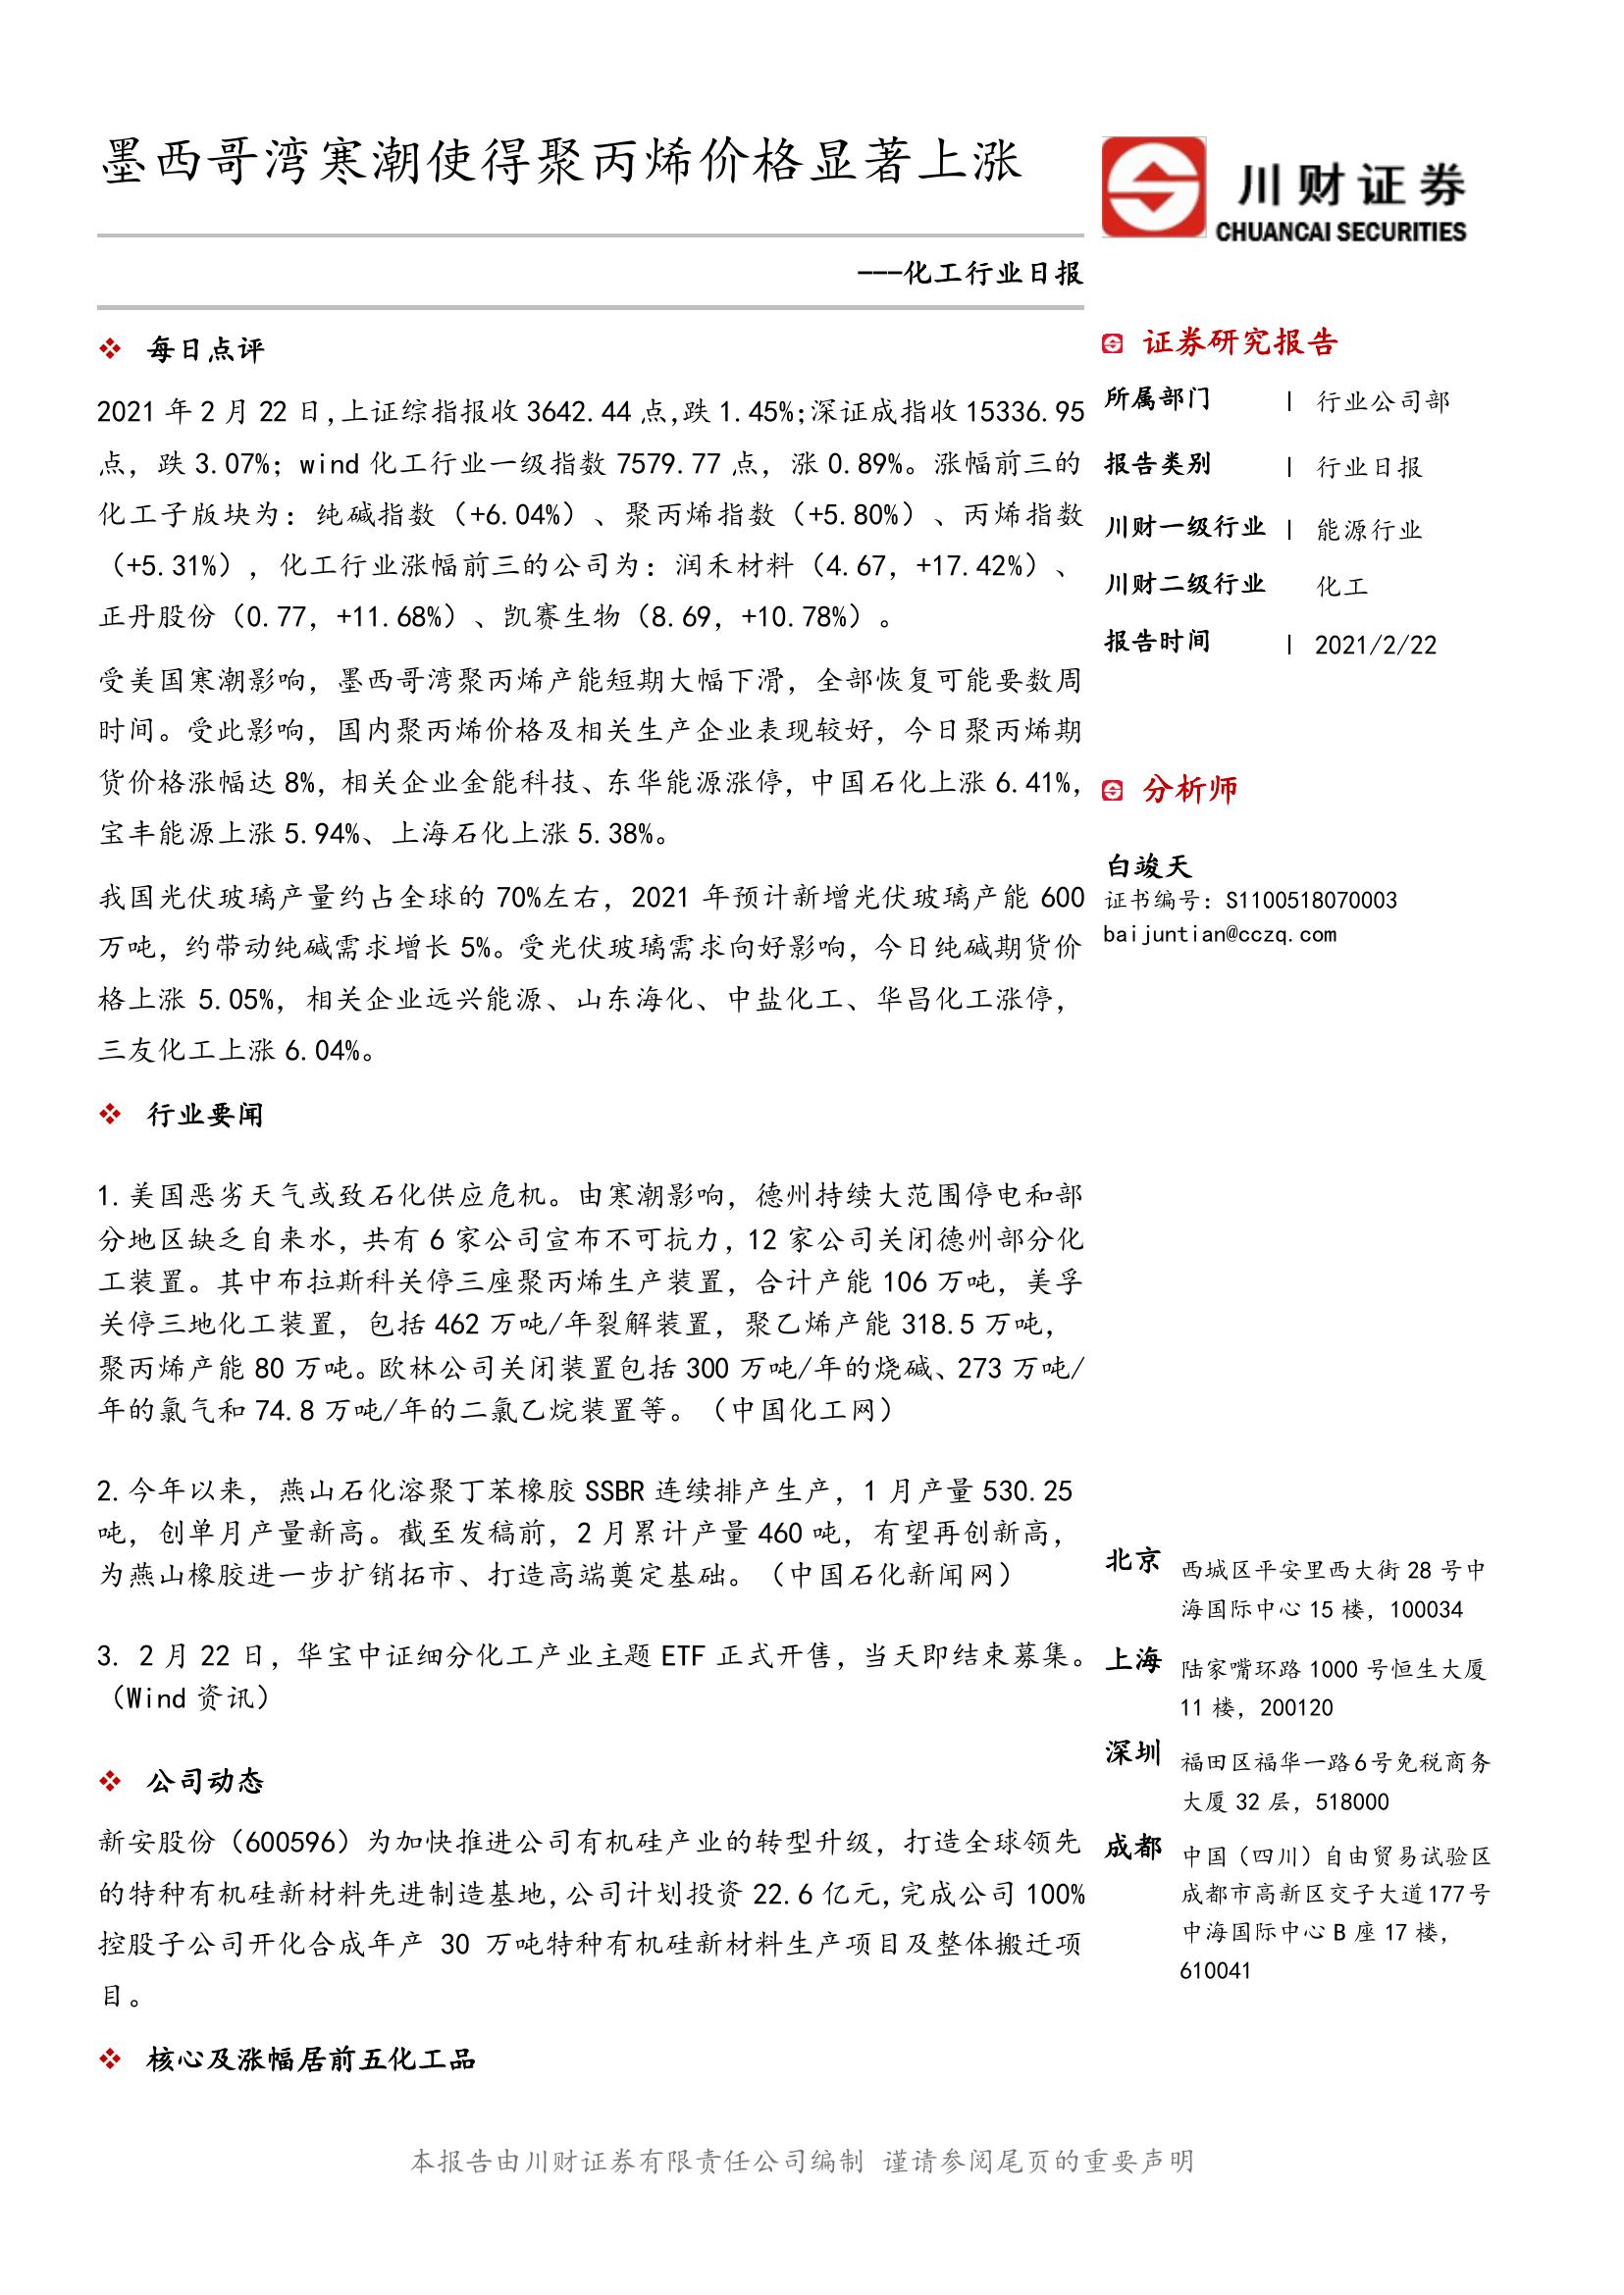 墨西哥湾寒潮使得聚丙烯价格显著上涨
川财证券
CHUANCAI SECURITIES
---化工行业日报
❖ 每日点评
2021 年 2 月 22 日,上证综指报收 3642.44 点,跌 1.45%;深证成指收 15336.95
点，跌 3.07%；wind 化工行业一级指数 7579.77 点，涨 0.89%。涨幅前三的
化工子版块为：纯碱指数（+6.04%）、聚丙烯指数（+5.80%）、丙烯指数
（+5.31%），化工行业涨幅前三的公司为：润禾材料（4.67，+17.42%）、
正丹股份（0.77，+11.68%）、凯赛生物（8.69，+10.78%）。
受美国寒潮影响，墨西哥湾聚丙烯产能短期大幅下滑，全部恢复可能要数周
时间。受此影响，国内聚丙烯价格及相关生产企业表现较好，今日聚丙烯期
货价格涨幅达 8%，相关企业金能科技、东华能源涨停，中国石化上涨 6.41%，
宝丰能源上涨 5.94%、上海石化上涨 5.38%。
我国光伏玻璃产量约占全球的 70%左右，2021 年预计新增光伏玻璃产能 600
万吨，约带动纯碱需求增长 5%。受光伏玻璃需求向好影响，今日纯碱期货价
格上涨 5.05%，相关企业远兴能源、山东海化、中盐化工、华昌化工涨停，
三友化工上涨 6.04%。
❖ 行业要闻
1.美国恶劣天气或致石化供应危机。由寒潮影响，德州持续大范围停电和部
分地区缺乏自来水，共有 6 家公司宣布不可抗力，12 家公司关闭德州部分化
工装置。其中布拉斯科关停三座聚丙烯生产装置，合计产能 106 万吨，美孚
关停三地化工装置，包括 462 万吨/年裂解装置，聚乙烯产能 318.5 万吨，
聚丙烯产能 80 万吨。欧林公司关闭装置包括 300 万吨/年的烧碱、273 万吨/
年的氯气和 74.8 万吨/年的二氯乙烷装置等。（中国化工网）
2.今年以来，燕山石化溶聚丁苯橡胶 SSBR 连续排产生产，1 月产量 530.25
吨，创单月产量新高。截至发稿前，2 月累计产量 460 吨，有望再创新高，
为燕山橡胶进一步扩销拓市、打造高端奠定基础。（中国石化新闻网）
3. 2 月 22 日，华宝中证细分化工产业主题 ETF 正式开售，当天即结束募集。
（Wind 资讯）
❖ 公司动态
新安股份（600596）为加快推进公司有机硅产业的转型升级，打造全球领先
的特种有机硅新材料先进制造基地,公司计划投资 22.6 亿元,完成公司 100%
控股子公司开化合成年产 30 万吨特种有机硅新材料生产项目及整体搬迁项
目。
❖ 核心及涨幅居前五化工品
证券研究报告
所属部门 | 行业公司部
报告类别 | 行业日报
川财一级行业 | 能源行业
川财二级行业 化工
报告时间 | 2021/2/22
分析师
白竣天
证书编号：S1100518070003
baijuntian@cczq.com
北京 西城区平安里西大街 28 号中
海国际中心 15 楼，100034
上海 陆家嘴环路 1000 号恒生大厦
11 楼，200120
深圳 福田区福华一路6号免税商务
大厦 32 层，518000
成都 中国（四川）自由贸易试验区
成都市高新区交子大道177号
中海国际中心 B 座 17 楼，
610041
本报告由川财证券有限责任公司编制 谨请参阅尾页的重要声明